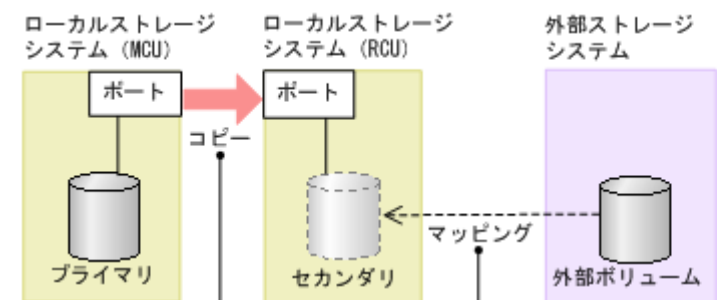 ローカルストレージ
システム (MCU)
ローカルストレージ
システム (RCU)
外部ストレージ
システム
ポート
ポート
コピー
マッピング
プライマリ
セカンダリ
外部ボリューム